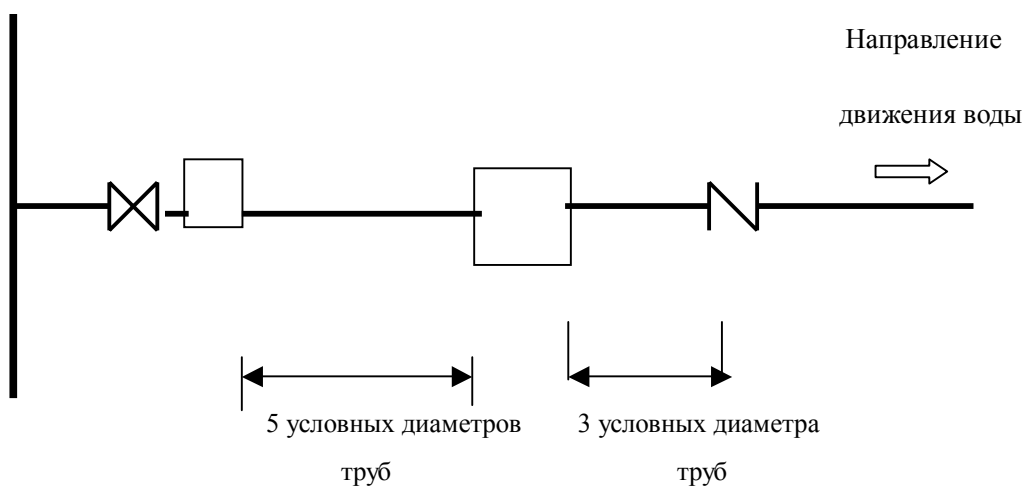 Направление
движения воды
5 условных диаметров
труб
3 условных диаметра
труб